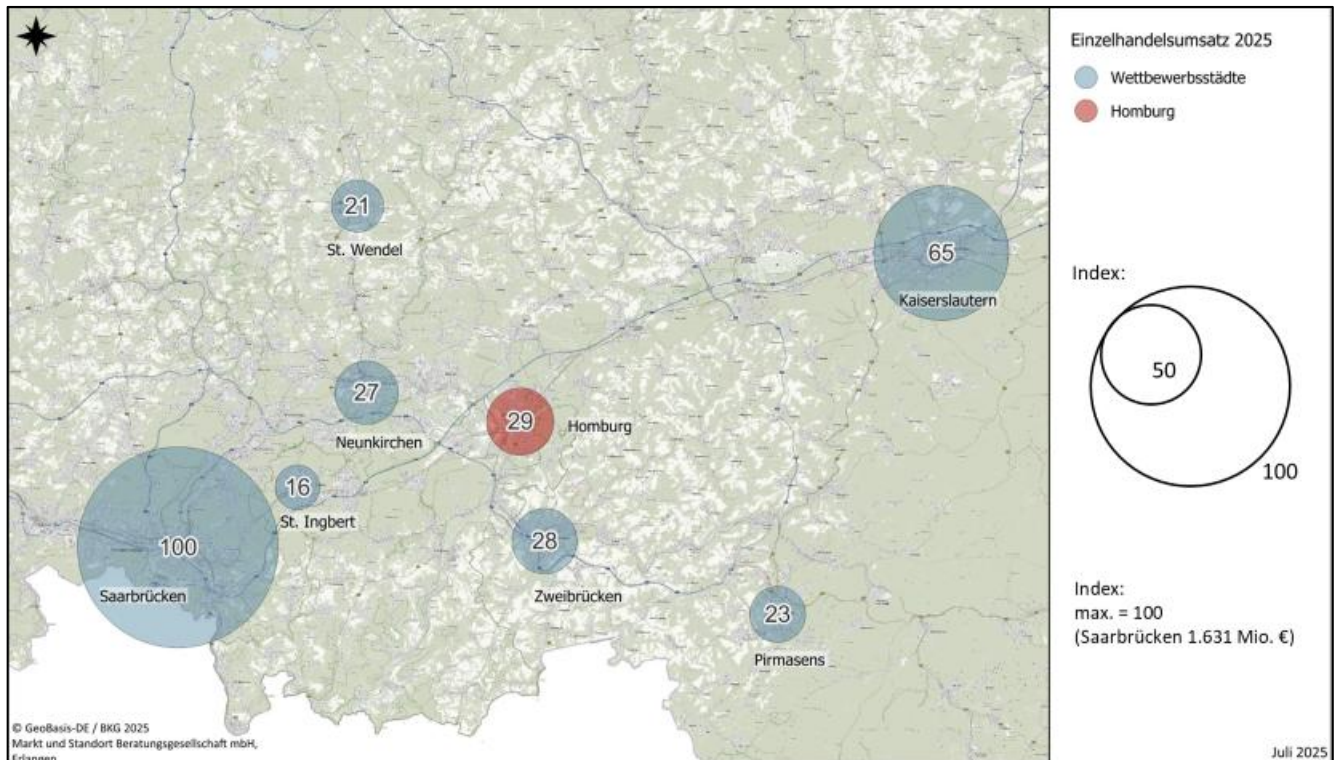 Einzelhandelsumsatz 2025
Wettbewerbsstädte
Homburg
21
St. Wendel
65
Kaiserslautern
27
Neunkirchen
29
Homburg
16
St. Ingbert
100
Saarbrücken
28
Zweibrücken
23
Pirmasens
Index:
50
100
Index:
max. = 100
(Saarbrücken 1.631 Mio. €)
© GeoBasis-DE / BKG 2025
Markt und Standort Beratungsgesellschaft mbH,
Erlangen
Juli 2025